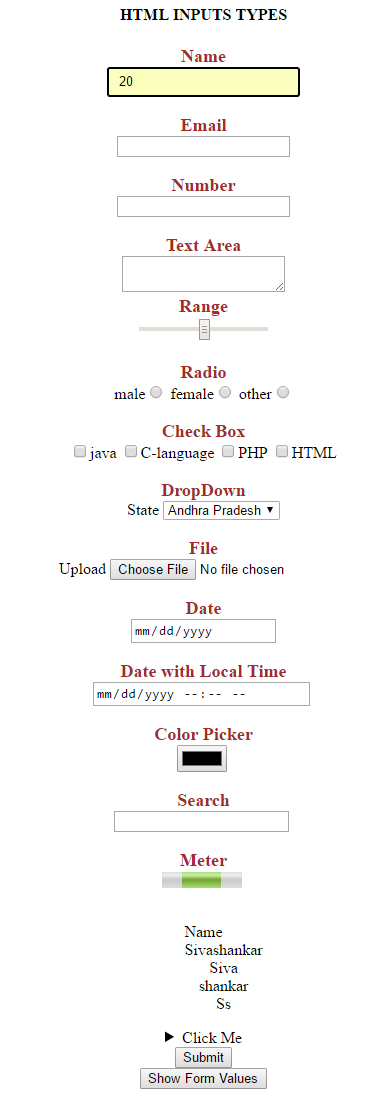 HTML INPUTS TYPES
Name
20
Email
Number
Text Area
Range
Radio
male female other
Check Box
java C-language PHP HTML
DropDown
State Andhra Pradesh
File
Upload Choose File No file chosen
Date
mm/dd/yyyy
Date with Local Time
mm/dd/yyyy --:-- --
Color Picker
Search
Meter
Name
Sivashankar
Siva
shankar
Ss
Click Me
Submit
Show Form Values